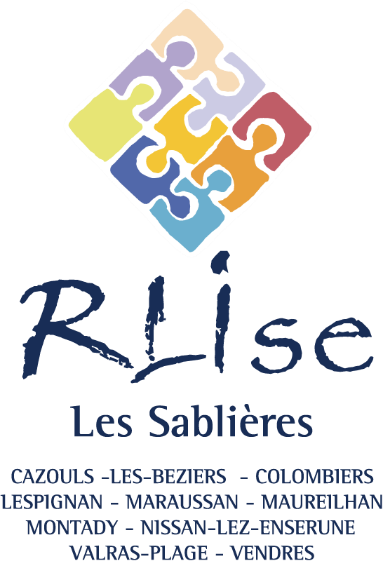 RLise
Les Sablières
CAZOULS -LES-BEZIERS - COLOMBIERS
LESPIGNAN - MARAUSSAN - MAUREILHAN
MONTADY - NISSAN-LEZ-ENSERUNE
VALRAS-PLAGE - VENDRES